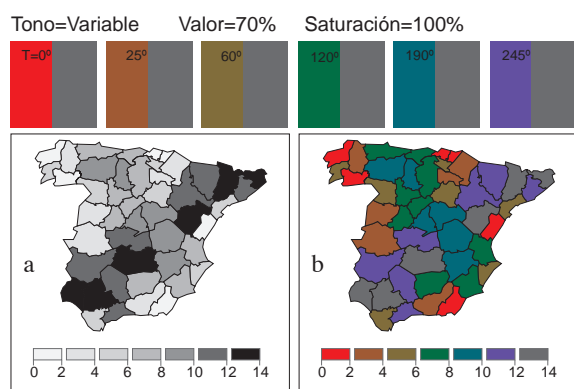 Tono=Variable Valor=70% Saturación=100%
T=0º 25º 60º 120º 190º 245º
a b
0 2 4 6 8 10 12 14 0 2 4 6 8 10 12 14